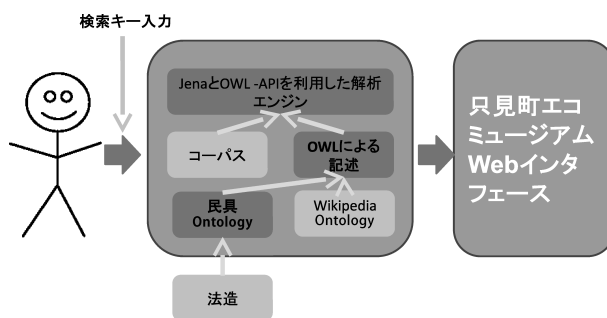 検索キー入力
JenaとOWL -APIを利用した解析
エンジン
コーパス
OWLによる
記述
民具
Ontology
Wikipedia
Ontology
法造
只見町エコ
ミュージアム
Webインタ
フェース